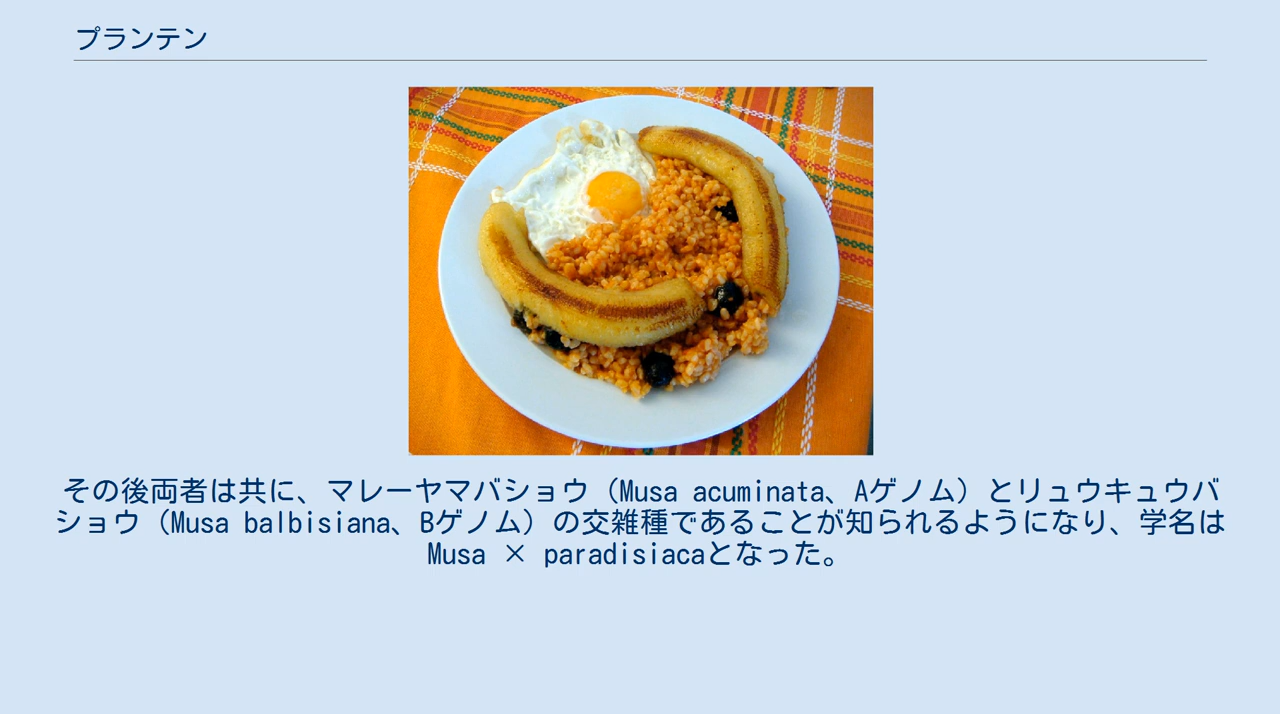 プランテン
その後両者は共に、マレーヤマバショウ（Musa acuminata、Aゲノム）とリュウキュウバ
ショウ（Musa balbisiana、Bゲノム）の交雑種であることが知られるようになり、学名は
Musa × paradisiacaとなった。